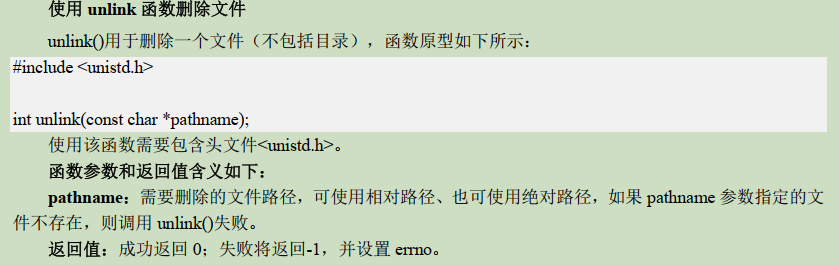 使用 unlink 函数删除文件
unlink()用于删除一个文件（不包括目录），函数原型如下所示：
#include <unistd.h>
int unlink(const char *pathname);
使用该函数需要包含头文件<unistd.h>。
函数参数和返回值含义如下：
pathname：需要删除的文件路径，可使用相对路径、也可使用绝对路径，如果 pathname 参数指定的文
件不存在，则调用 unlink()失败。
返回值：成功返回 0；失败将返回-1，并设置 errno。